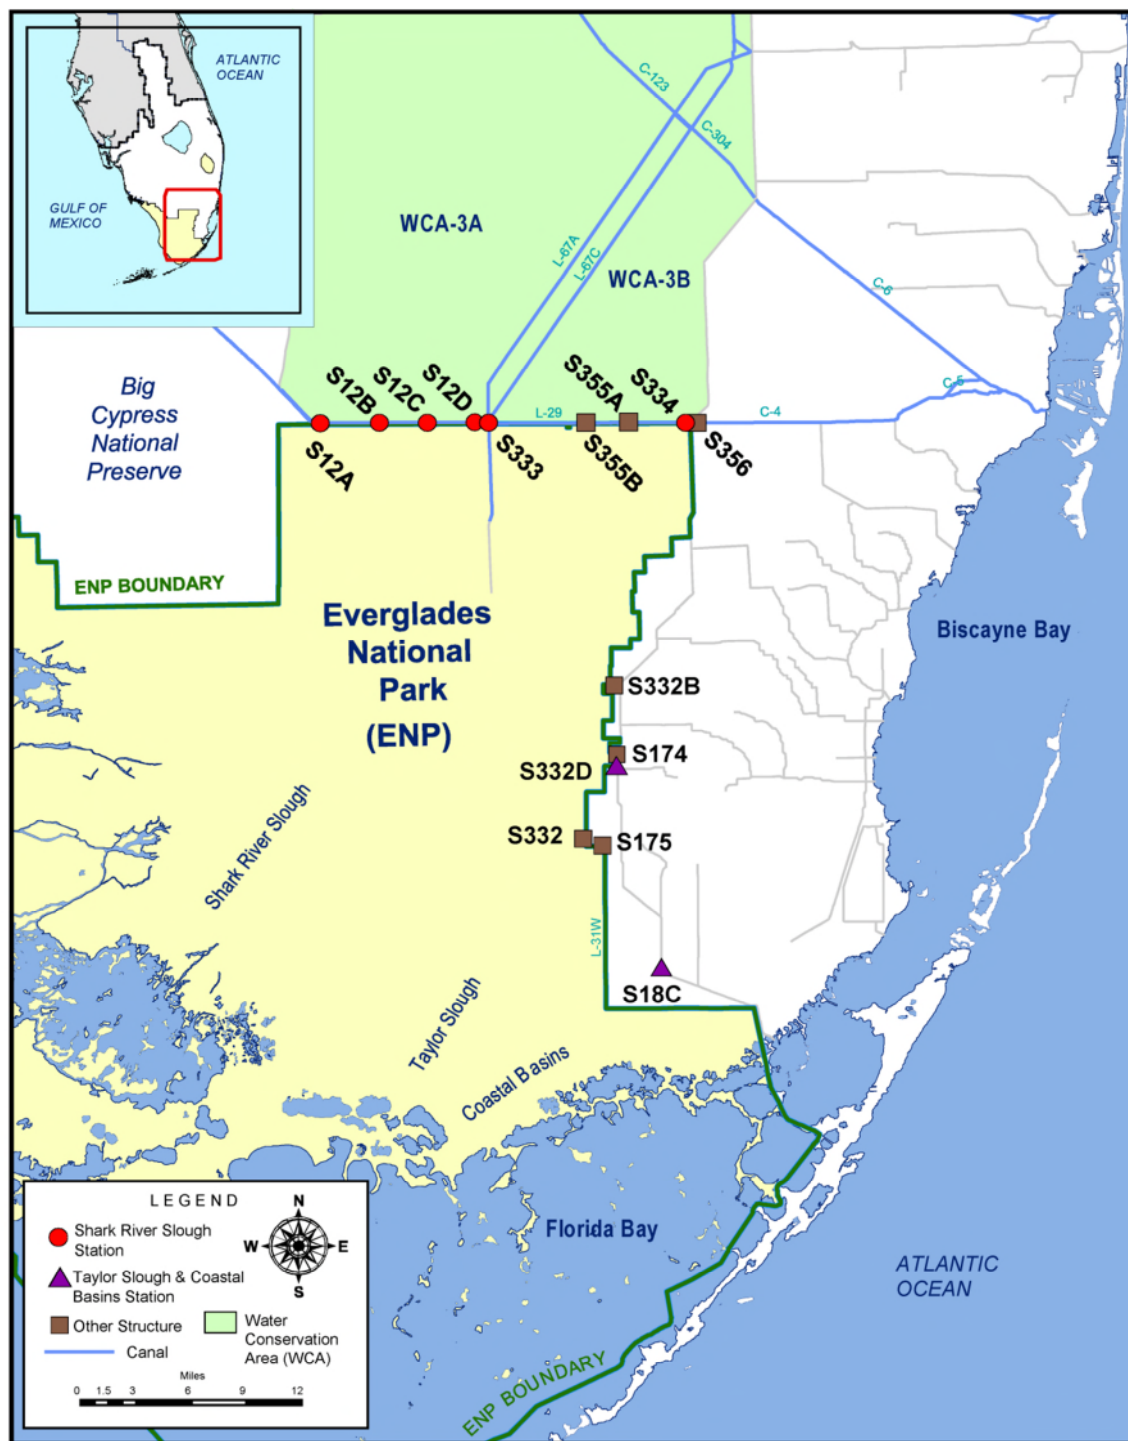 ATLANTIC
OCEAN
GULF OF
MEXICO
C-123
C-304
WCA-3A
L-67A
L-67C
WCA-3B
C-6
Big
Cypress
National
Preserve
S12A
S12B
S12C
S12D
S333
L-29
S355A
S355B
S334
S356
C-4
C-5
ENP BOUNDARY
Everglades
National
Park
(ENP)
Biscayne Bay
S332B
S174
S332D
S332
S175
Shark River Slough
L-31W
S18C
Taylor Slough
Coastal Basins
Florida Bay
ATLANTIC
OCEAN
ENP BOUNDARY
LEGEND
Shark River Slough
Station
Taylor Slough & Coastal
Basins Station
Other Structure
Canal
Water
Conservation
Area (WCA)
N
W
E
S
Miles
0 1.5 3 6 9 12